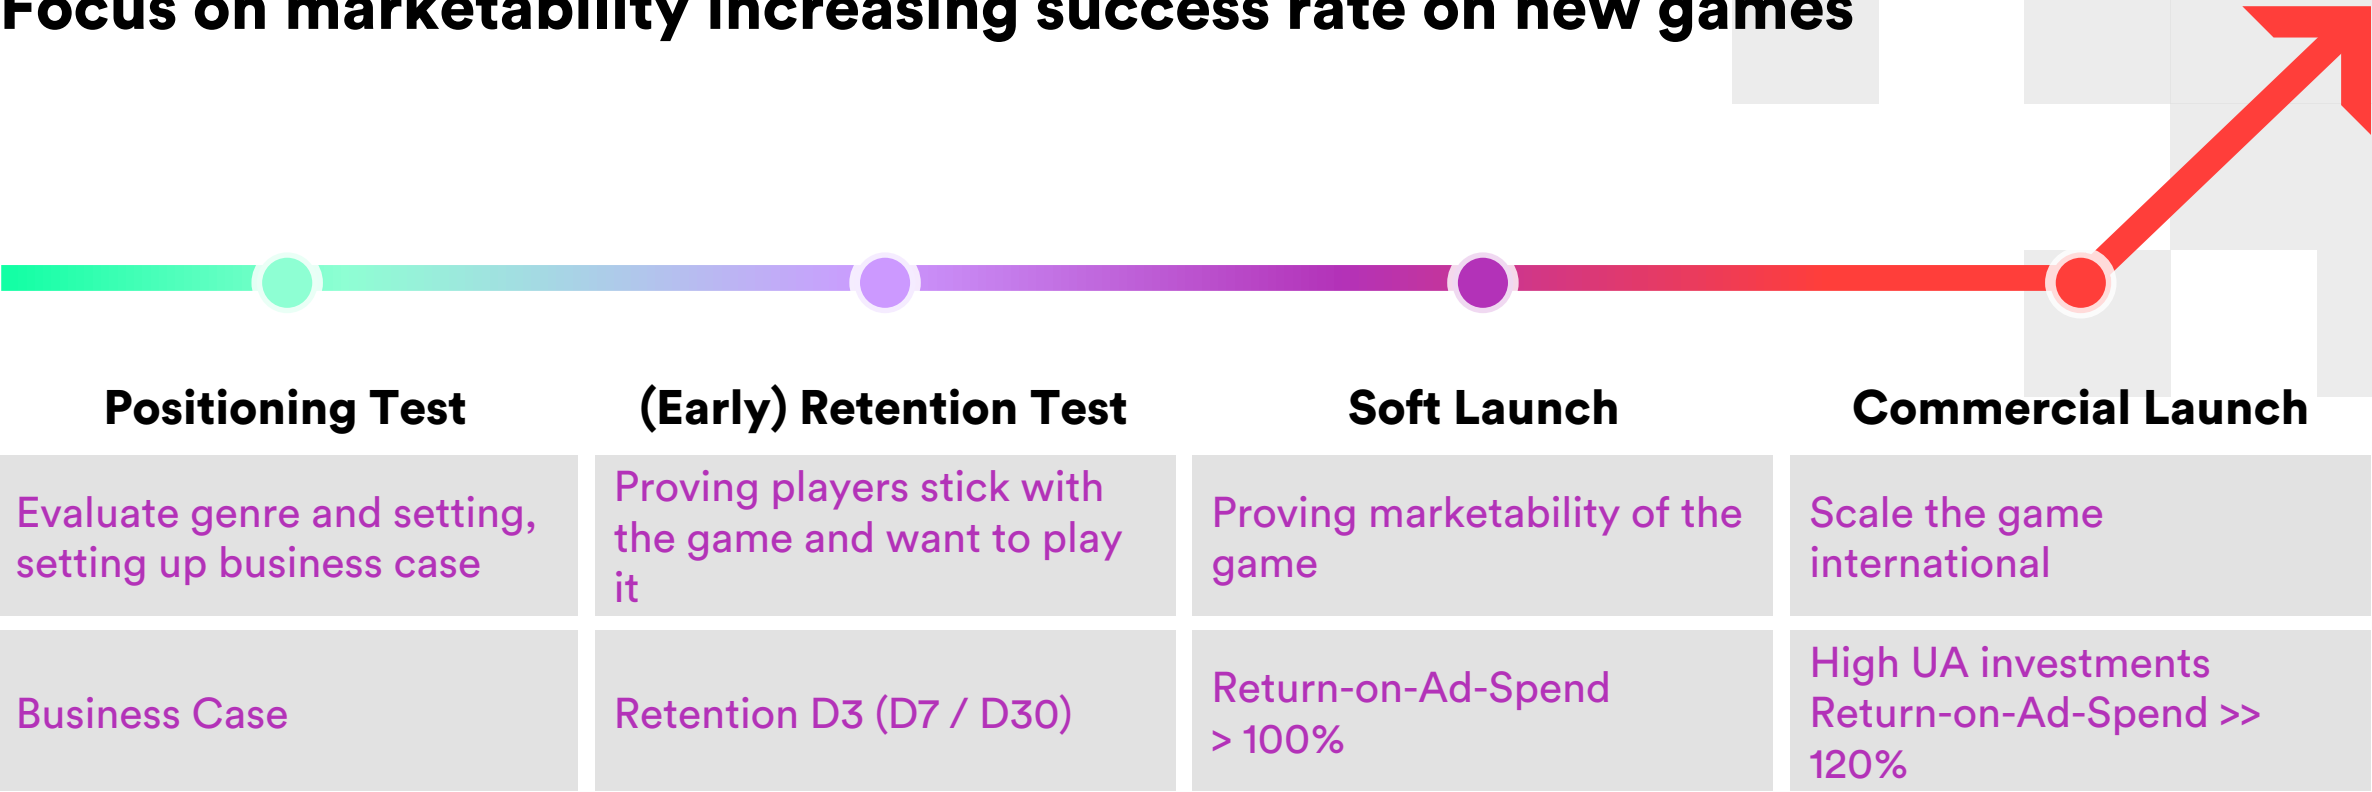 Focus on marketability increasing success rate on new games
Positioning Test
(Early) Retention Test
Soft Launch
Commercial Launch
Evaluate genre and setting,
setting up business case
Proving players stick with
the game and want to play
it
Proving marketability of the
game
Scale the game
international
Business Case
Retention D3 (D7 / D30)
Return-on-Ad-Spend
> 100%
High UA investments
Return-on-Ad-Spend >>
120%